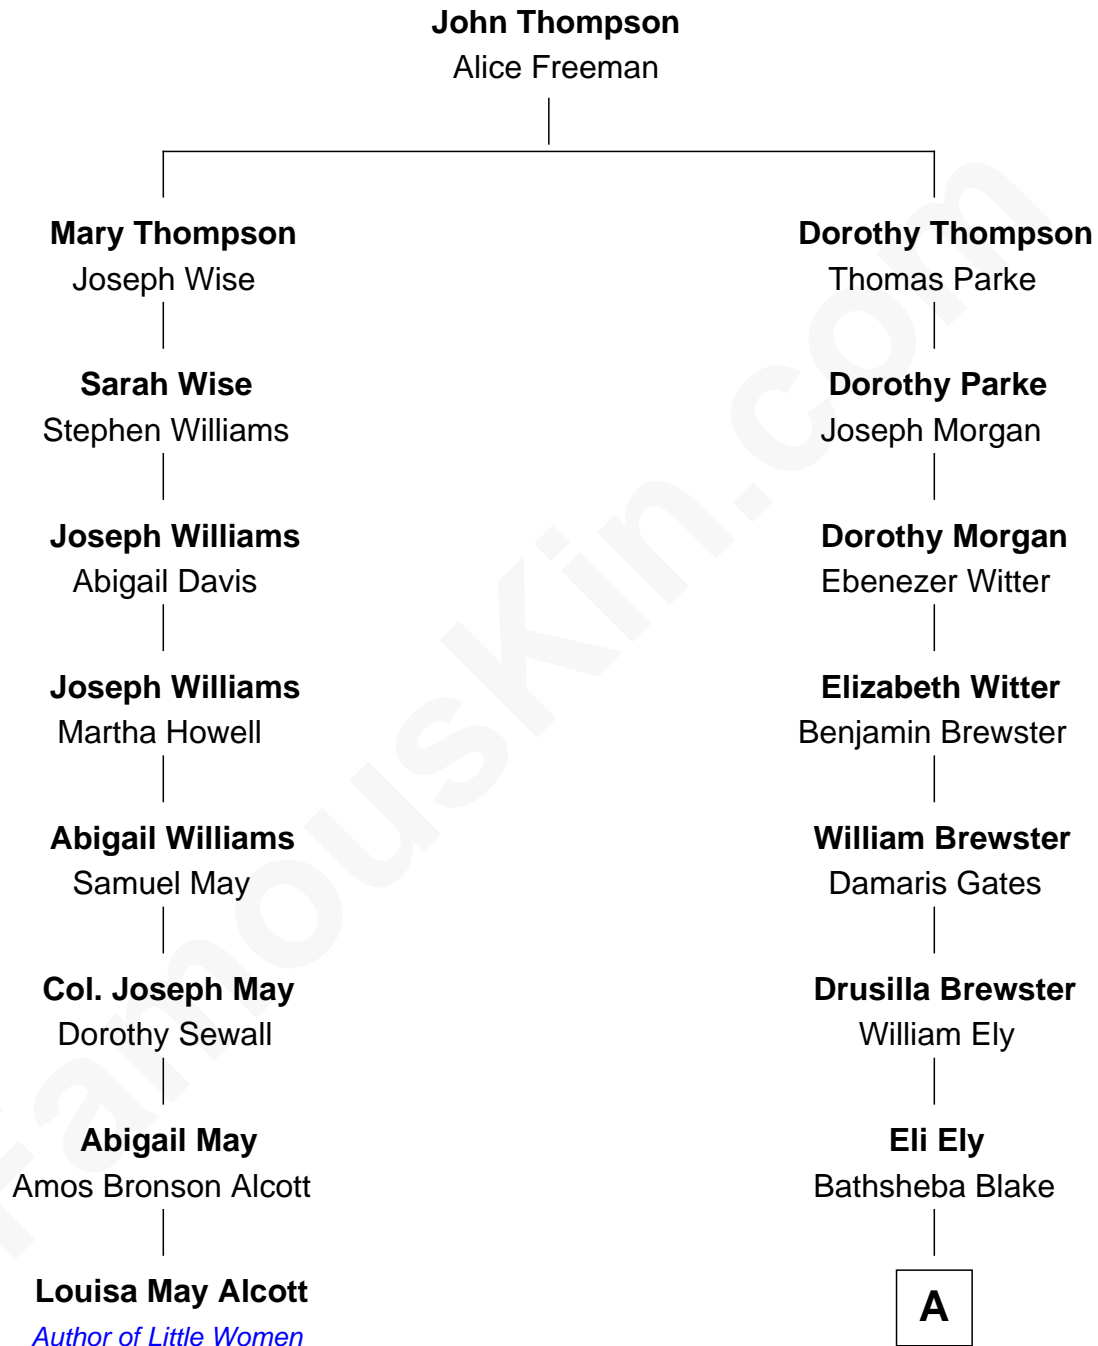 John Thompson
Alice Freeman
Mary Thompson
Joseph Wise
Dorothy Thompson
Thomas Parke
Sarah Wise
Stephen Williams
Dorothy Parke
Joseph Morgan
Joseph Williams
Abigail Davis
Dorothy Morgan
Ebenezer Witter
Joseph Williams
Martha Howell
Elizabeth Witter
Benjamin Brewster
Abigail Williams
Samuel May
William Brewster
Damaris Gates
Col. Joseph May
Dorothy Sewall
Drusilla Brewster
William Ely
Abigail May
Amos Bronson Alcott
Eli Ely
Bathsheba Blake
Louisa May Alcott
Author of Little Women
A
FamousKin.com